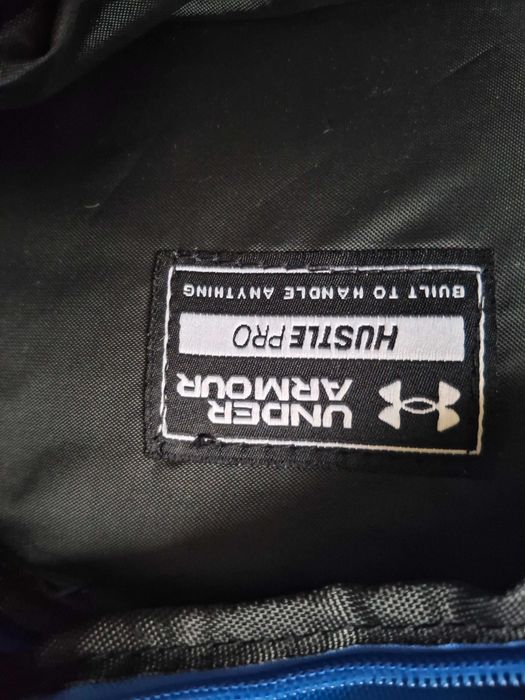 UNDER
ARMOUR
HUSTLE PRO
BUILT TO HANDLE ANYTHING